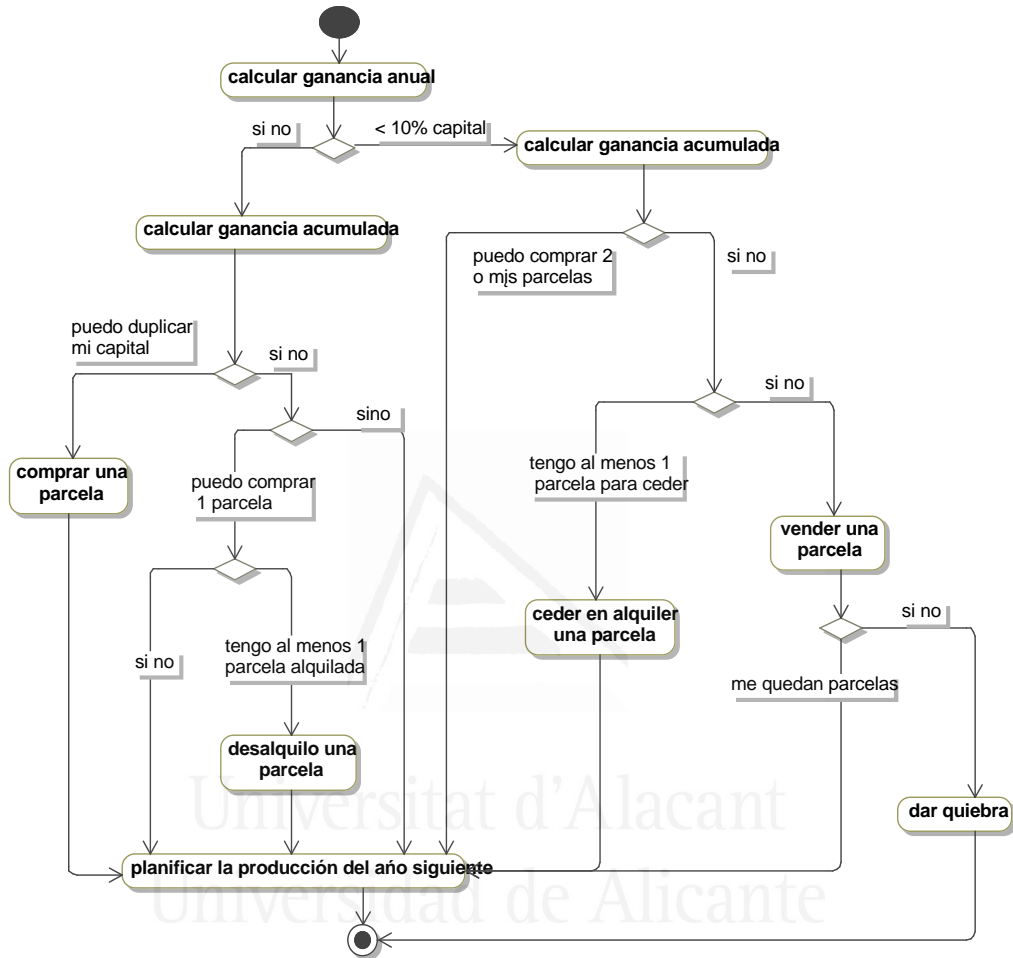 calcular ganancia anual
si no
< 10% capital
calcular ganancia acumulada
calcular ganancia acumulada
puedo comprar 2
o mjs parcelas
si no
puedo duplicar
mi capital
si no
si no
sino
comprar una
parcela
puedo comprar
1 parcela
tengo al menos 1
parcela para ceder
vender una
parcela
ceder en alquiler
una parcela
si no
si no
tengo al menos 1
parcela alquilada
me quedan parcelas
desalquilo una
parcela
dar quiebra
planificar la producción del año siguiente
Universitat d'Alacant
Universidad de Alicante